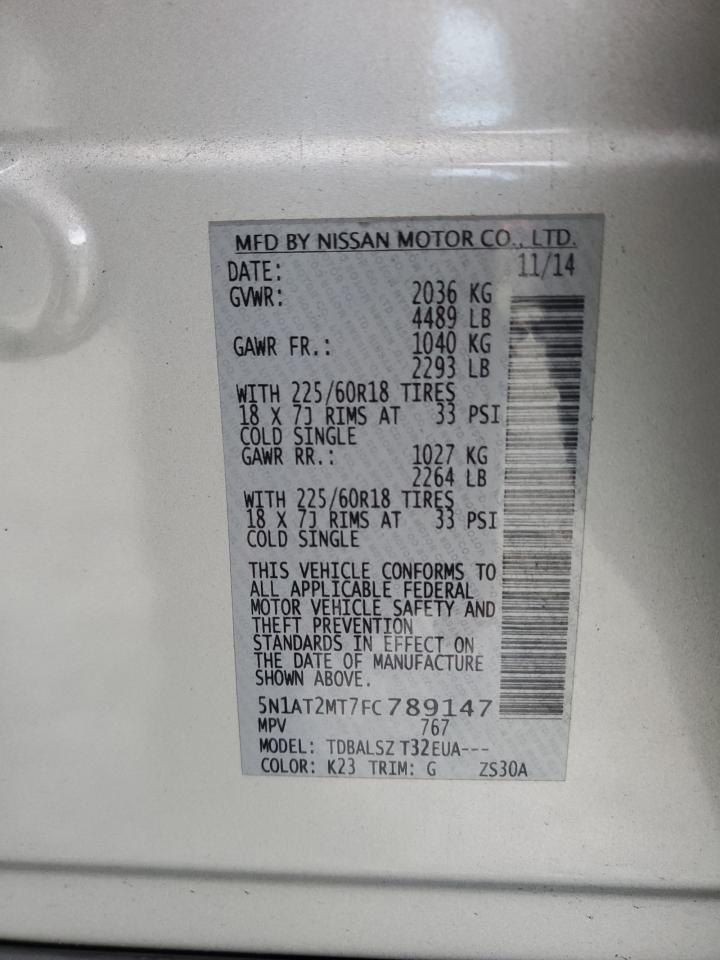 MFD BY NISSAN MOTOR CO., LTD.
DATE: 11/14
GVWR: 2036 KG
4489 LB
GAWR FR.: 1040 KG
2293 LB
WITH 225/60R18 TIRES
18 X 7J RIMS AT 33 PSI
COLD SINGLE
GAWR RR.: 1027 KG
2264 LB
WITH 225/60R18 TIRES
18 X 7J RIMS AT 33 PSI
COLD SINGLE
THIS VEHICLE CONFORMS TO
ALL APPLICABLE FEDERAL
MOTOR VEHICLE SAFETY AND
THEFT PREVENTION
STANDARDS IN EFFECT ON
THE DATE OF MANUFACTURE
SHOWN ABOVE.
5N1AT2MT7FC789147
MPV 767
MODEL: TDBALSZ T32EUA---
COLOR: K23 TRIM: G ZS30A